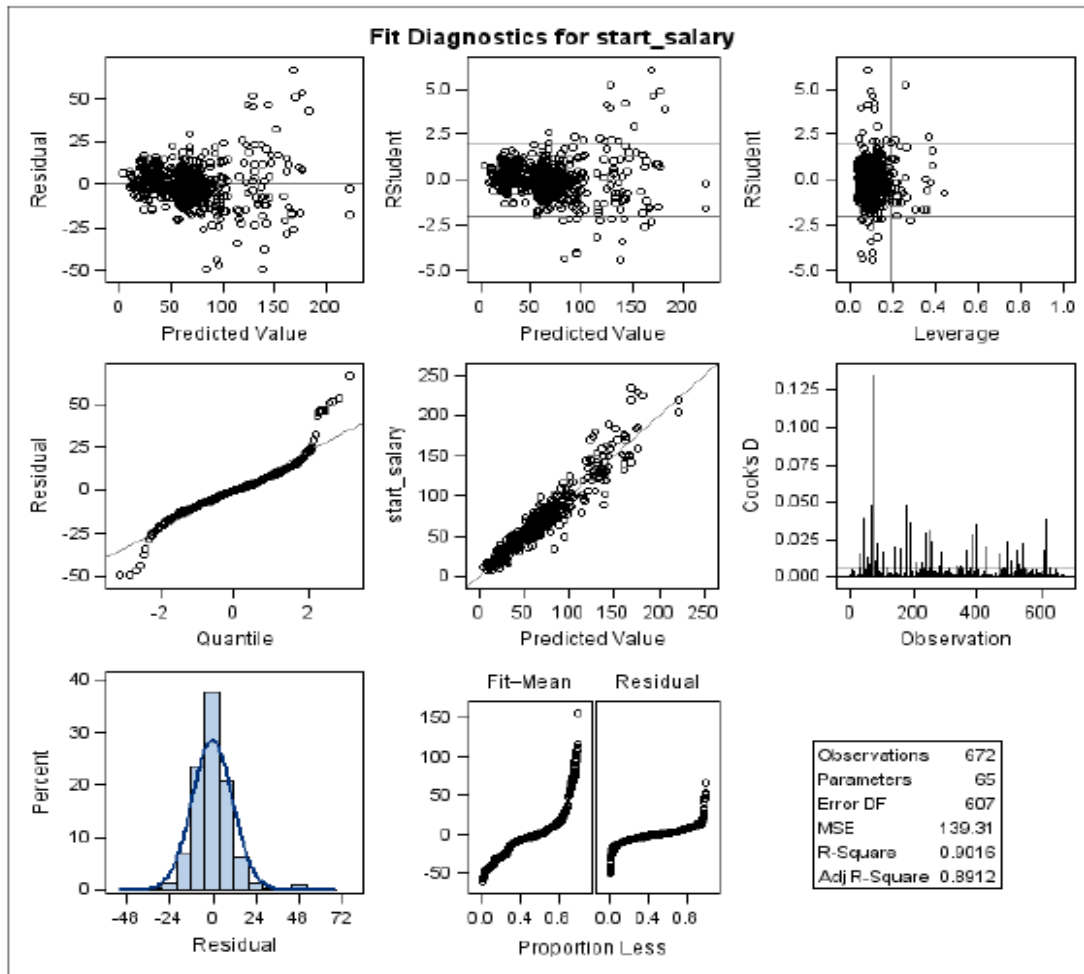 Fit Diagnostics for start_salary
Residual
50
25
0
-25
-50
0 50 100 150 200
Predicted Value
RStudent
5.0
2.5
0.0
-2.5
-5.0
0 50 100 150 200
Predicted Value
RStudent
5.0
2.5
0.0
-2.5
-5.0
0.0 0.2 0.4 0.6 0.8 1.0
Leverage
Residual
50
25
0
-25
-50
-2 0 2
Quantile
start_salary
250
200
150
100
50
0
0 50 100 150 200 250
Predicted Value
Cook's D
0.125
0.100
0.075
0.050
0.025
0.000
0 200 400 600
Observation
Percent
40
30
20
10
0
-48 -24 0 24 48 72
Residual
Fit–Mean Residual
150
100
50
0
-50
0.0 0.4 0.8 0.0 0.4 0.8
Proportion Less
Observations 672
Parameters 65
Error DF 607
MSE 139.31
R-Square 0.9016
Adj R-Square 0.8912